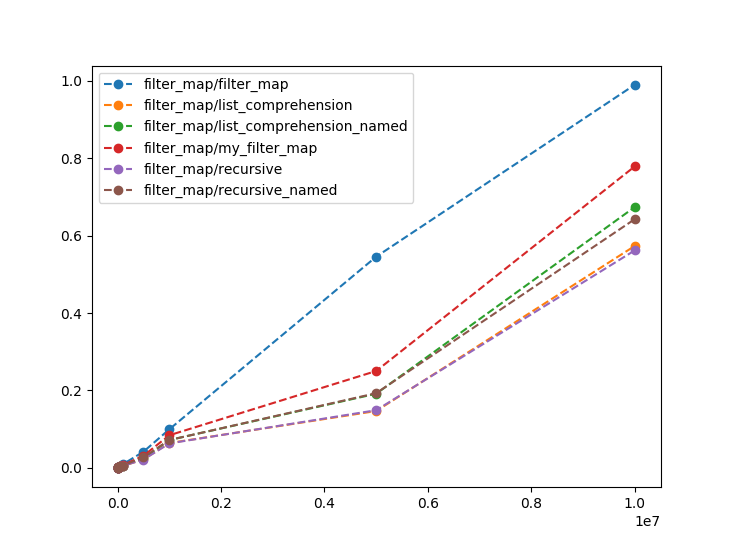 1.0
0.8
0.6
0.4
0.2
0.0
filter_map/filter_map
filter_map/list_comprehension
filter_map/list_comprehension_named
filter_map/my_filter_map
filter_map/recursive
filter_map/recursive_named
0.0 0.2 0.4 0.6 0.8 1.0
1e7